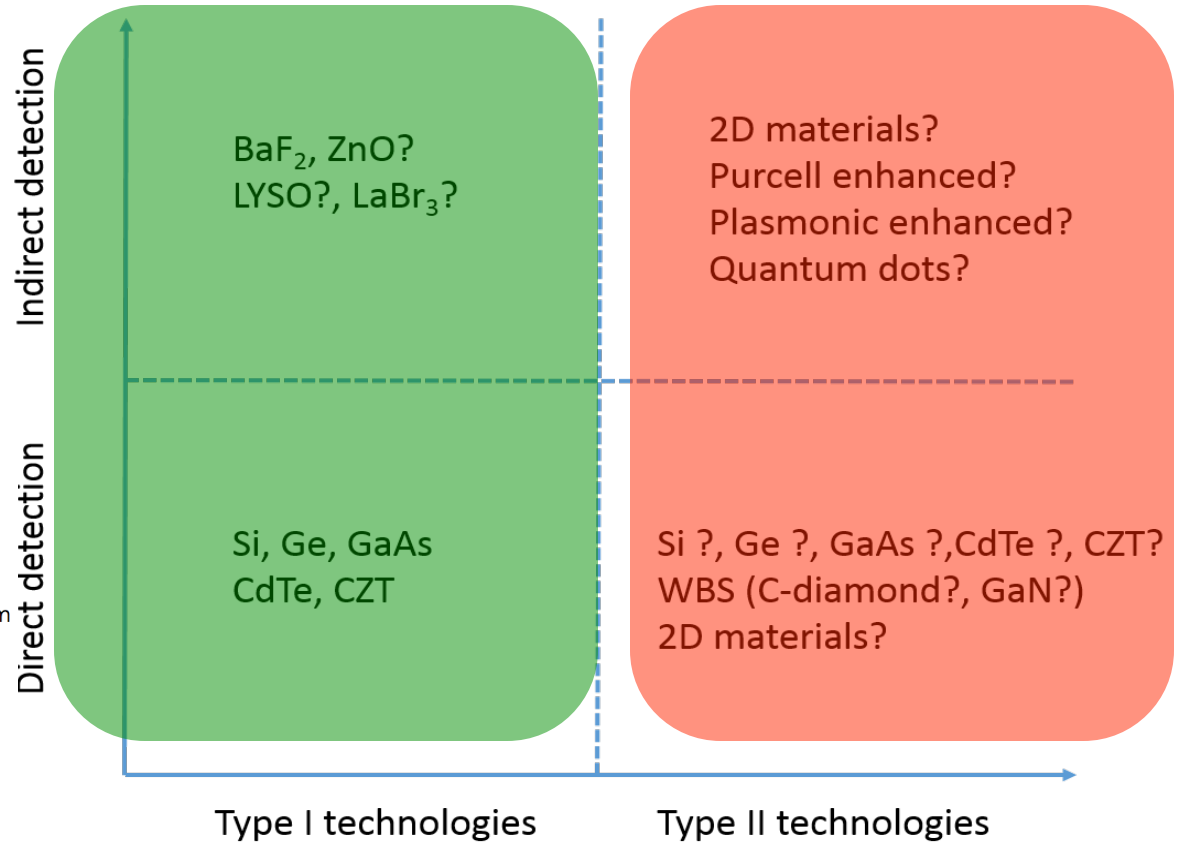 Indirect detection
BaF₂, ZnO?
LYSO?, LaBr₃?
2D materials?
Purcell enhanced?
Plasmonic enhanced?
Quantum dots?
Direct detection
Si, Ge, GaAs
CdTe, CZT
Si ?, Ge ?, GaAs ?,CdTe ?, CZT?
WBS (C-diamond?, GaN?)
2D materials?
Type I technologies
Type II technologies